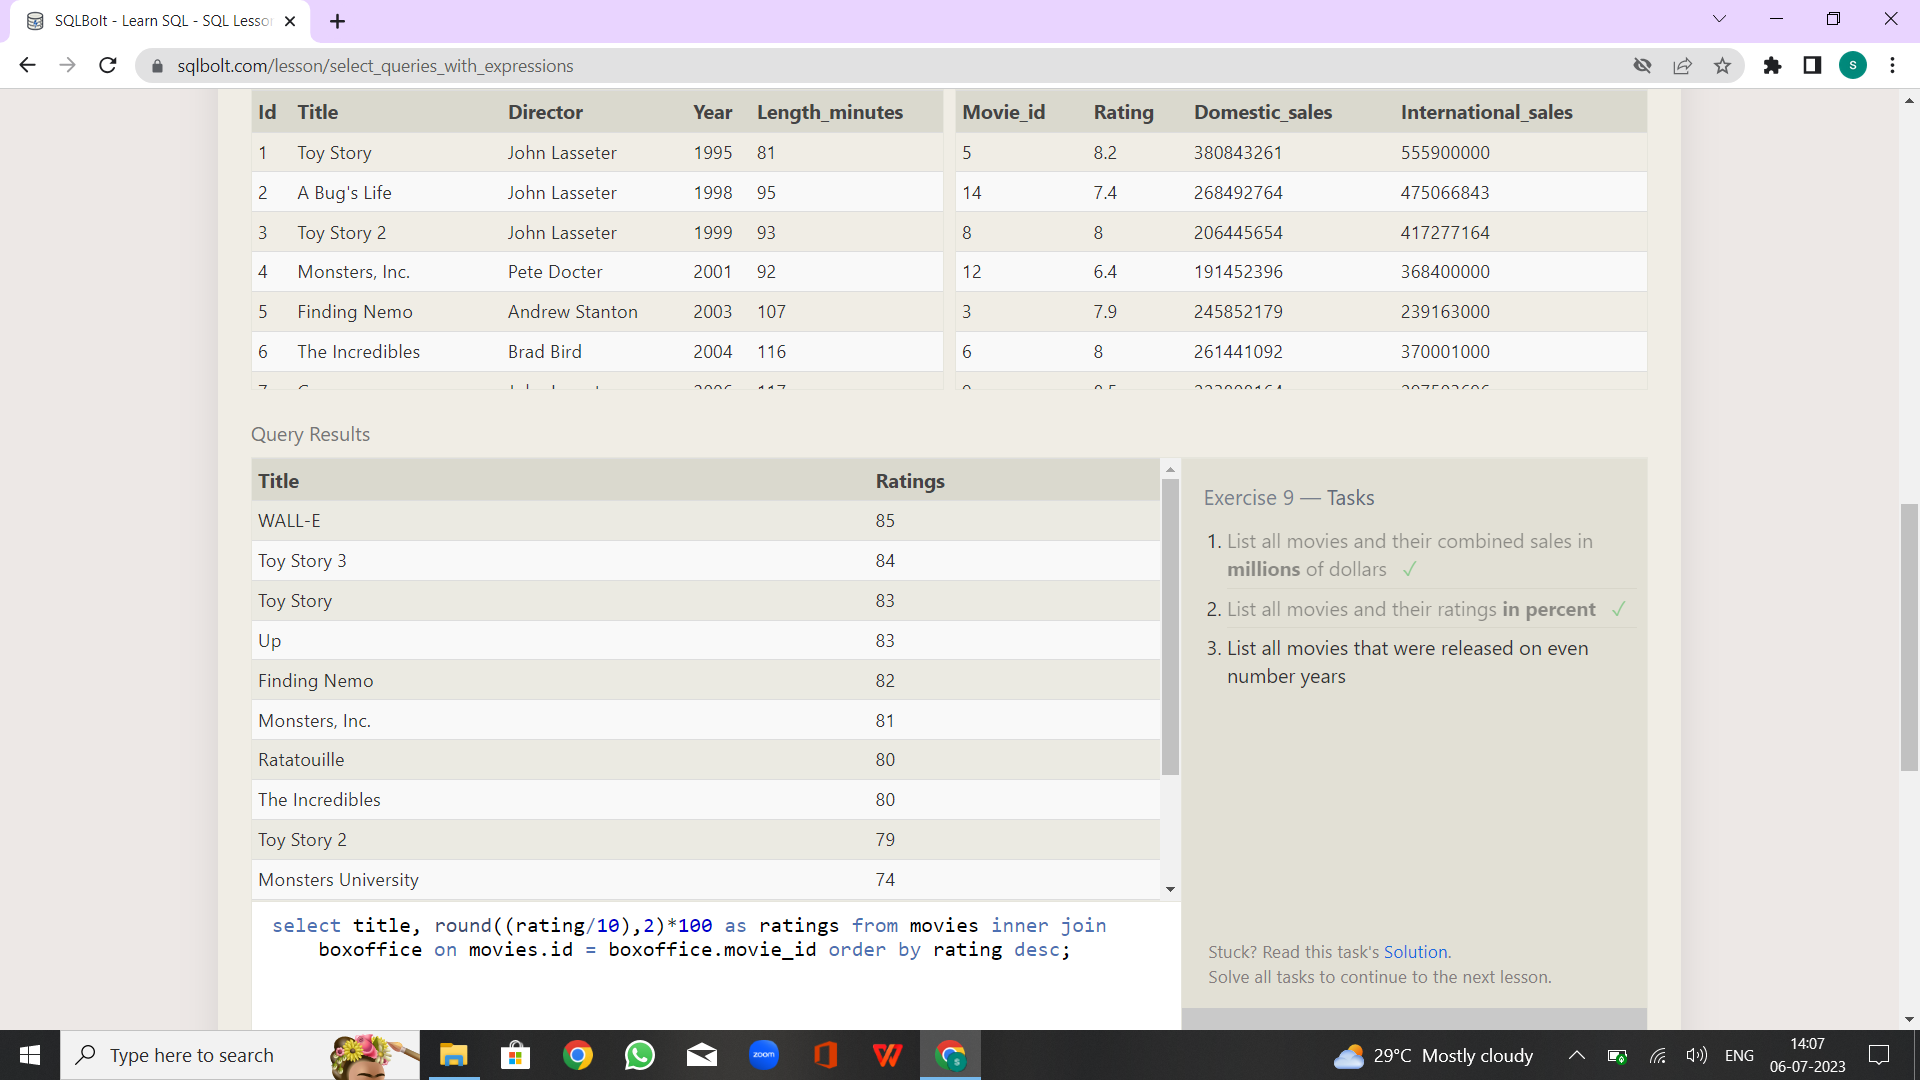 SQLBolt - Learn SQL - SQL Lesso
sqlbolt.com/lesson/select_queries_with_expressions
S
Id Title Director Year Length_minutes
1 Toy Story John Lasseter 1995 81
2 A Bug's Life John Lasseter 1998 95
3 Toy Story 2 John Lasseter 1999 93
4 Monsters, Inc. Pete Docter 2001 92
5 Finding Nemo Andrew Stanton 2003 107
6 The Incredibles Brad Bird 2004 116
Movie_id Rating Domestic_sales International_sales
5 8.2 380843261 555900000
14 7.4 268492764 475066843
8 8 206445654 417277164
12 6.4 191452396 368400000
3 7.9 245852179 239163000
6 8 261441092 370001000
Query Results
Title Ratings
WALL-E 85
Toy Story 3 84
Toy Story 83
Up 83
Finding Nemo 82
Monsters, Inc. 81
Ratatouille 80
The Incredibles 80
Toy Story 2 79
Monsters University 74
select title, round((rating/10),2)*100 as ratings from movies inner join
boxoffice on movies.id = boxoffice.movie_id order by rating desc;
Exercise 9 — Tasks
1. List all movies and their combined sales in
millions of dollars ✓
2. List all movies and their ratings in percent ✓
3. List all movies that were released on even
number years
Stuck? Read this task's Solution.
Solve all tasks to continue to the next lesson.
Type here to search
zoom
W
S
29°C Mostly cloudy
ENG
14:07
06-07-2023